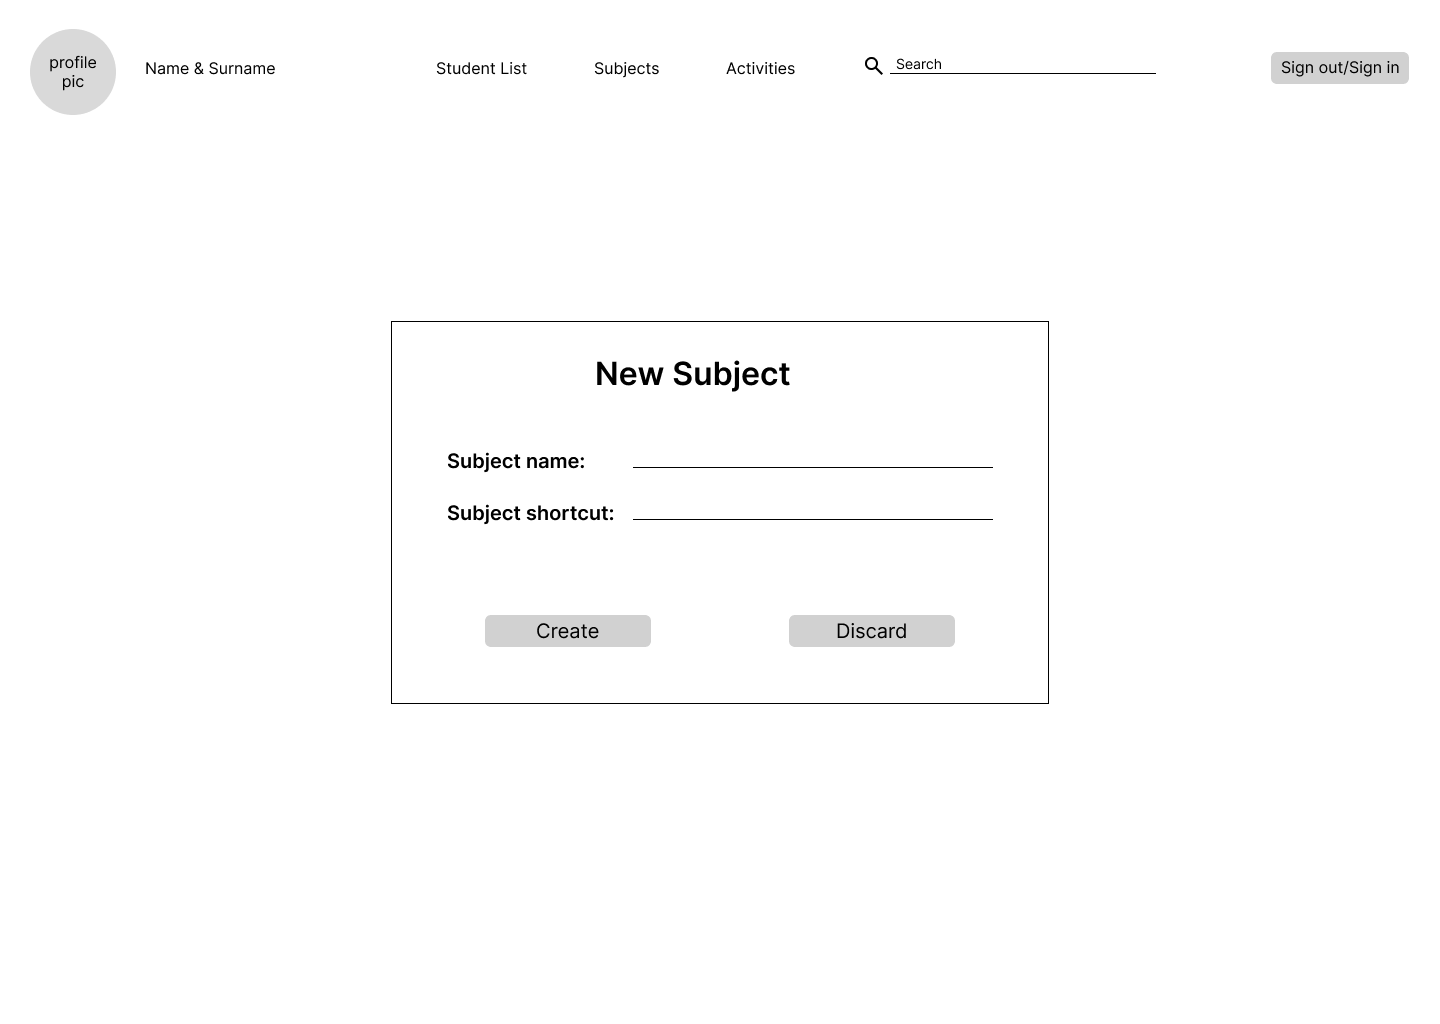 profile
pic
Name & Surname
Student List
Subjects
Activities
Search
Sign out/Sign in
New Subject
Subject name:
Subject shortcut:
Create
Discard